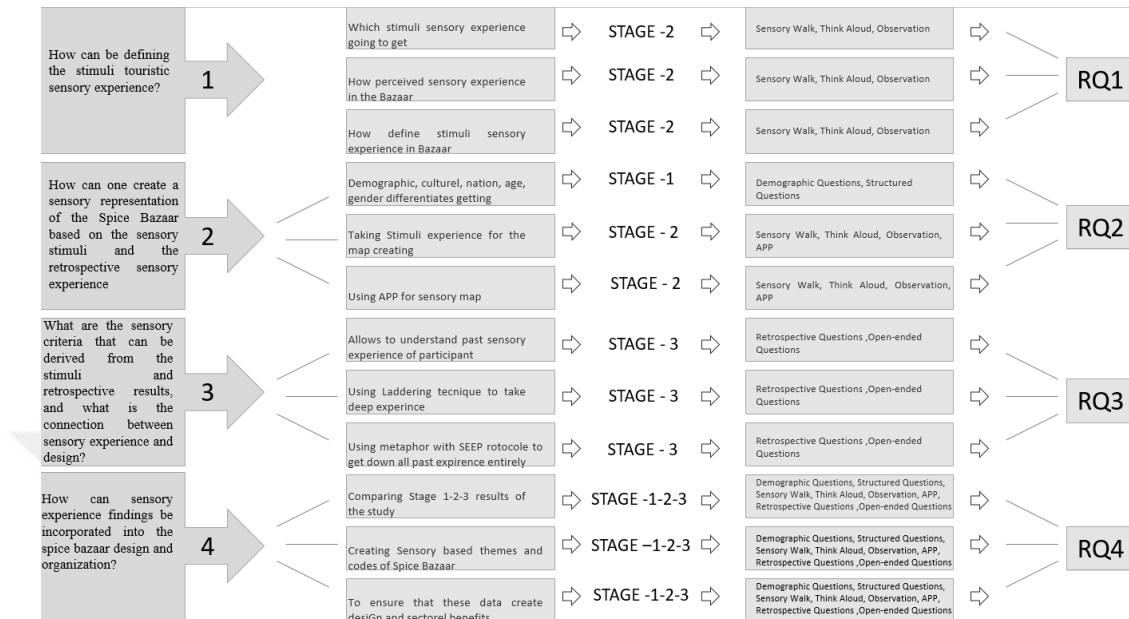 How can be defining
the stimuli touristic
sensory experience?
1
Which stimuli sensory experience
going to get
STAGE -2
Sensory Walk, Think Aloud, Observation
How perceived sensory experience
in the Bazaar
STAGE -2
Sensory Walk, Think Aloud, Observation
How define stimuli sensory
experience in Bazaar
STAGE -2
Sensory Walk, Think Aloud, Observation
RQ1
How can one create a
sensory representation
of the Spice Bazaar
based on the sensory
stimuli and the
retrospective sensory
experience
2
Demographic, culturel, nation, age,
gender differentiates getting
STAGE -1
Demographic Questions, Structured
Questions
Taking Stimuli experience for the
map creating
STAGE - 2
Sensory Walk, Think Aloud, Observation,
APP
Using APP for sensory map
STAGE - 2
Sensory Walk, Think Aloud, Observation,
APP
RQ2
What are the sensory
criteria that can be
derived from the
stimuli and
retrospective results,
and what is the
connection between
sensory experience and
design?
3
Allows to understand past sensory
experience of participant
STAGE - 3
Retrospective Questions ,Open-ended
Questions
Using Laddering tecnique to take
deep experince
STAGE - 3
Retrospective Questions ,Open-ended
Questions
Using metaphor with SEEP rotocole to
get down all past expirence entirely
STAGE - 3
Retrospective Questions ,Open-ended
Questions
RQ3
How can sensory
experience findings be
incorporated into the
spice bazaar design and
organization?
4
Comparing Stage 1-2-3 results of
the study
STAGE -1-2-3
Demographic Questions, Structured Questions,
Sensory Walk, Think Aloud, Observation, APP,
Retrospective Questions ,Open-ended Questions
Creating Sensory based themes and
codes of Spice Bazaar
STAGE –1-2-3
Demographic Questions, Structured Questions,
Sensory Walk, Think Aloud, Observation, APP,
Retrospective Questions ,Open-ended Questions
To ensure that these data create
desiGn and sectorel benefits
STAGE -1-2-3
Demographic Questions, Structured Questions,
Sensory Walk, Think Aloud, Observation, APP,
Retrospective Questions ,Open-ended Questions
RQ4